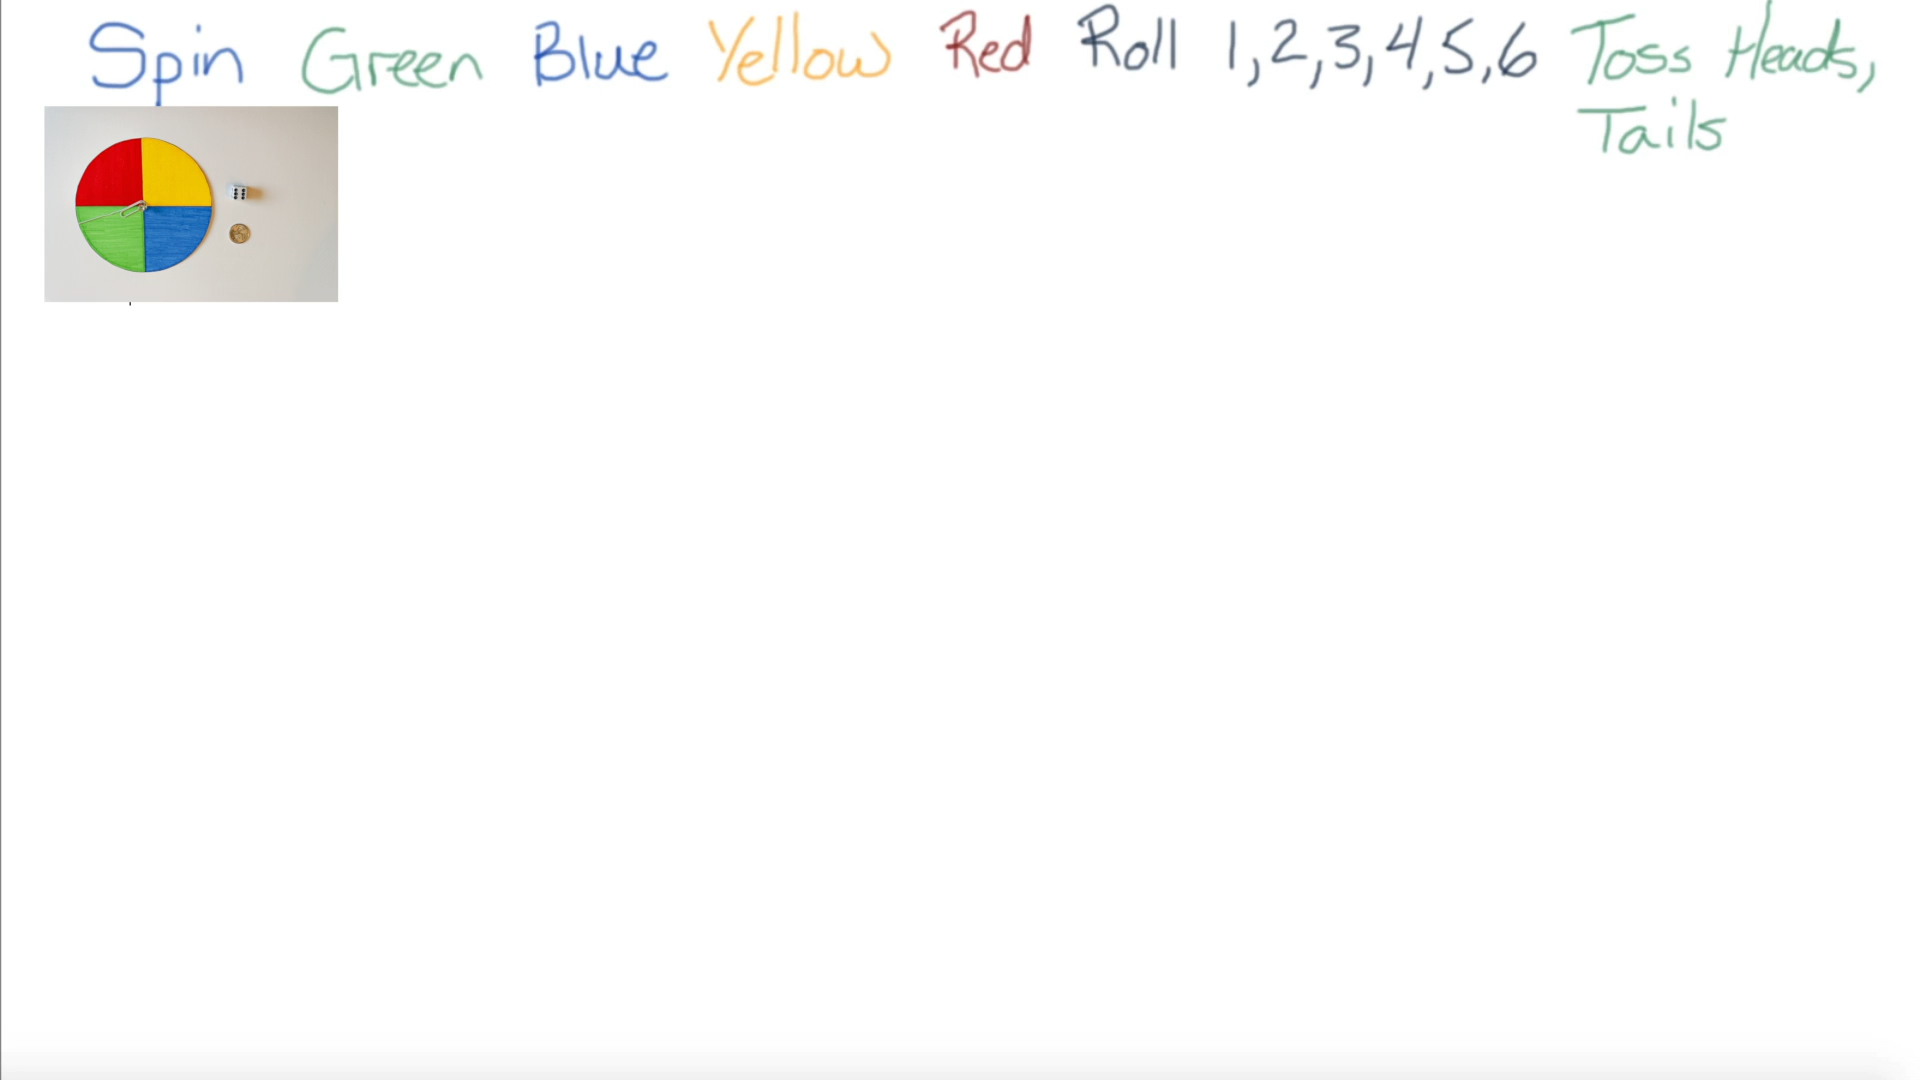 Spin Green Blue Yellow Red Roll 1,2,3,4,5,6 Toss Heads,
Tails